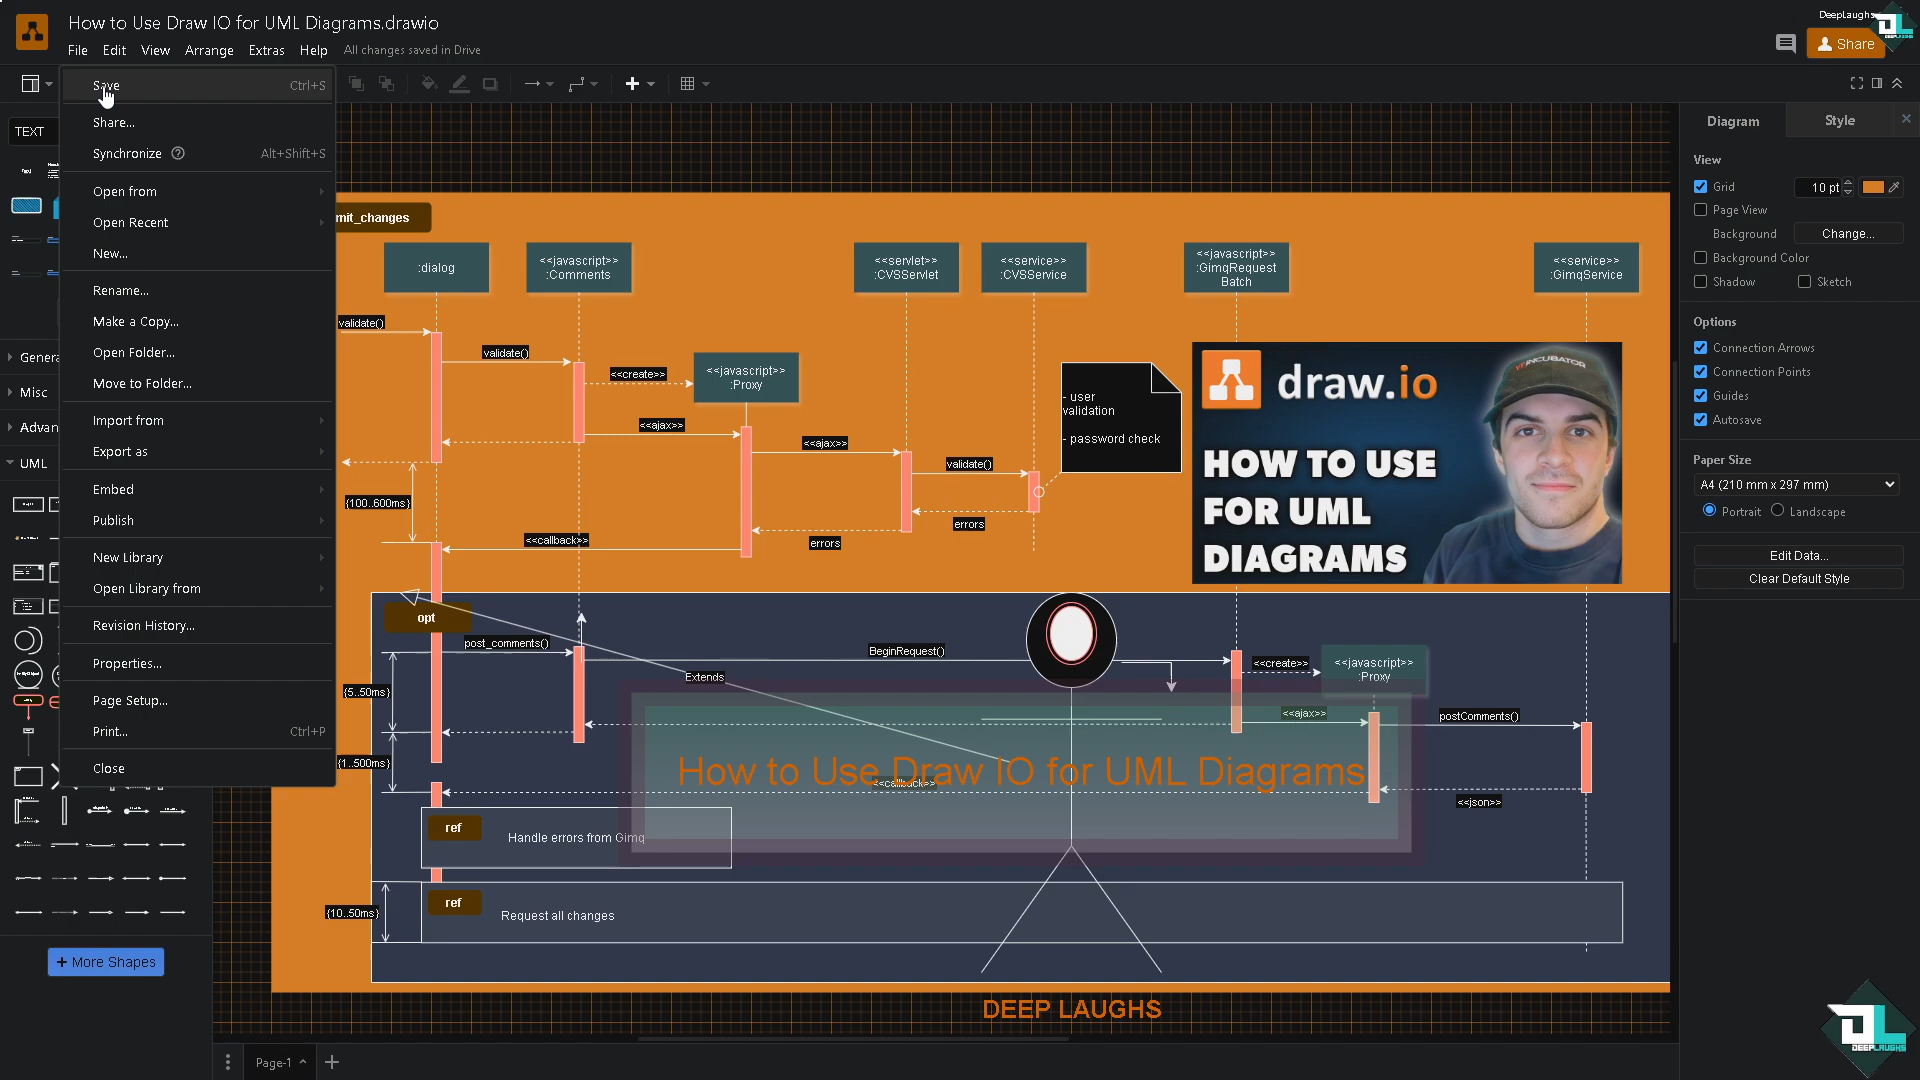 How to Use Draw IO for UML Diagrams.drawio
File Edit View Arrange Extras Help All changes saved in Drive
DeepLaughs
Share
Save Ctrl+S
Share...
Synchronize Alt+Shift+S
Open from
Open Recent
New...
Rename...
Make a Copy...
Open Folder...
Move to Folder...
Import from
Export as
Embed
Publish
New Library
Open Library from
Revision History...
Properties...
Page Setup...
Print... Ctrl+P
Close
TEXT
Genera
Misc
Advan
UML
+ More Shapes
mit_changes
:dialog
<<javascript>>
:Comments
<<servlet>>
:CVSServlet
<<service>>
:CVSService
<<javascript>>
:GimqRequest
Batch
<<service>>
:GimqService
validate()
validate()
<<create>>
<<javascript>>
:Proxy
<<ajax>>
<<ajax>>
validate()
- user
validation
- password check
{100..600ms}
errors
errors
<<callback>>
draw.io
HOW TO USE
FOR UML
DIAGRAMS
INCUBATOR
opt
post_comments()
BeginRequest()
<<create>>
<<javascript>>
:Proxy
Extends
{5..50ms}
<<ajax>>
postComments()
{1..500ms}
How to Use Draw IO for UML Diagrams
<<callback>>
<<json>>
ref
Handle errors from Gimq
ref
Request all changes
{10..50ms}
DEEP LAUGHS
Page-1
Diagram Style
View
Grid 10 pt
Page View
Background Change...
Background Color
Shadow Sketch
Options
Connection Arrows
Connection Points
Guides
Autosave
Paper Size
A4 (210 mm x 297 mm)
Portrait Landscape
Edit Data...
Clear Default Style
DL
DEEPLAUGHS